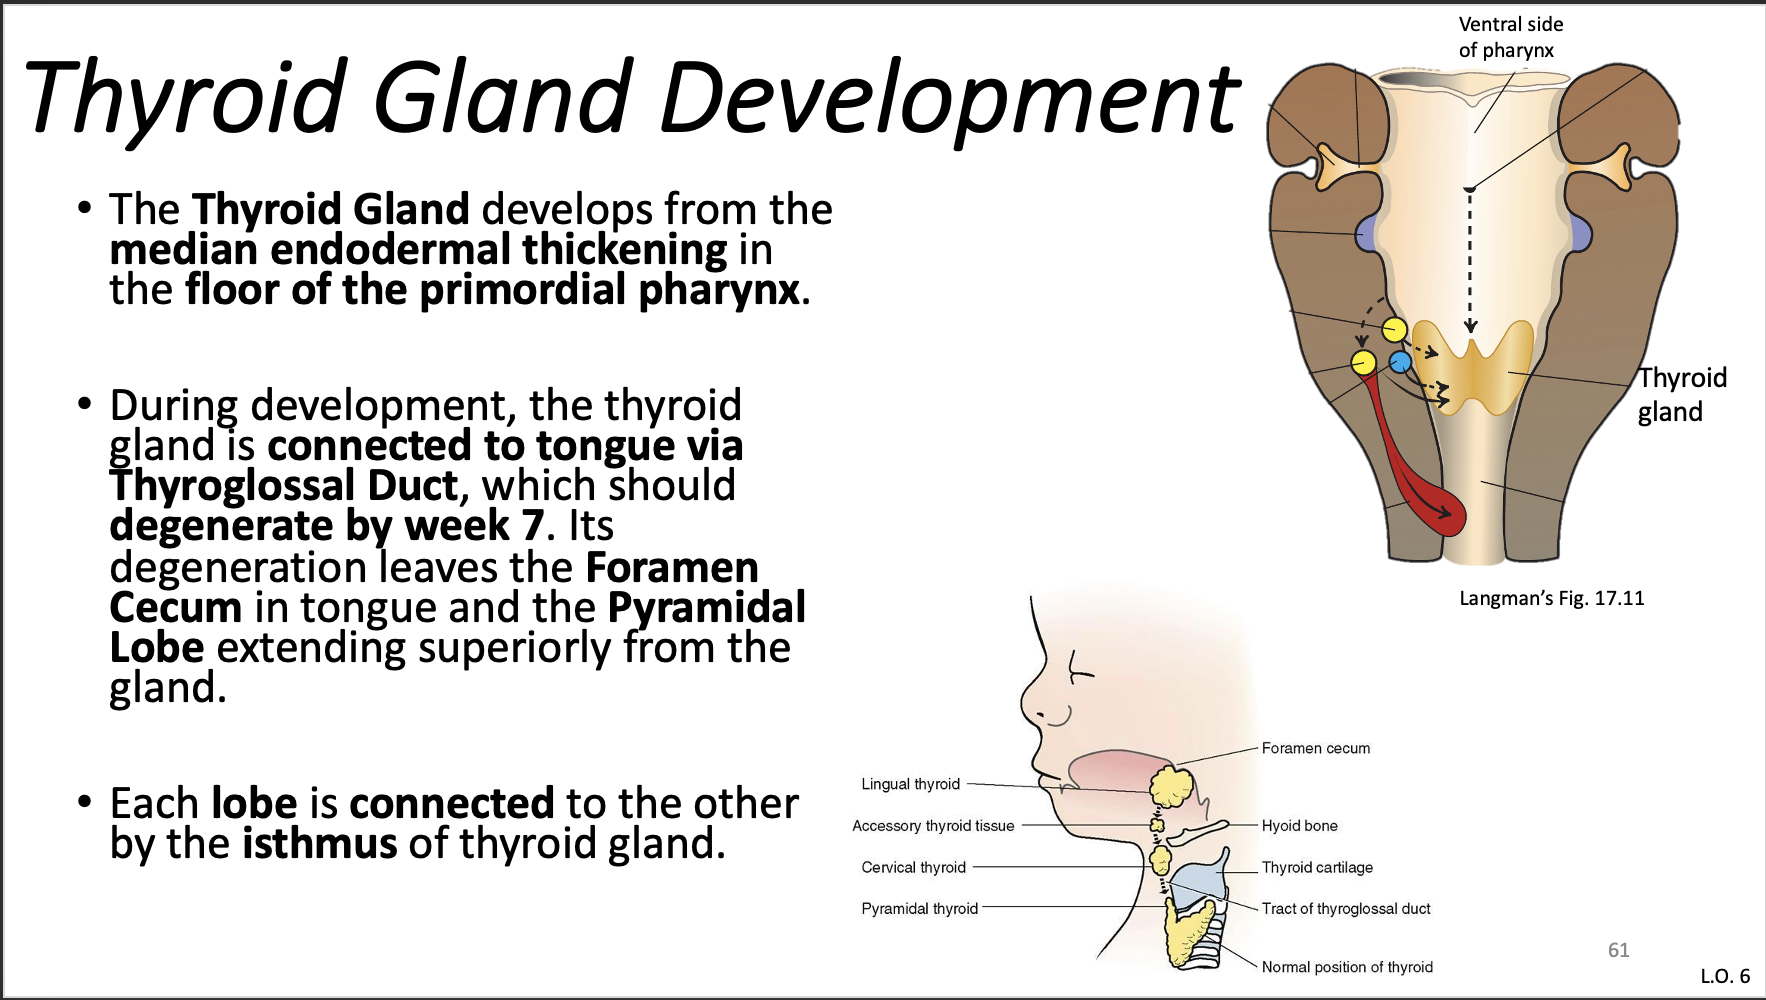 Thyroid Gland Development
• The Thyroid Gland develops from the
median endodermal thickening in
the floor of the primordial pharynx.
• During development, the thyroid
gland is connected to tongue via
Thyroglossal Duct, which should
degenerate by week 7. Its
degeneration leaves the Foramen
Cecum in tongue and the Pyramidal
Lobe extending superiorly from the
gland.
• Each lobe is connected to the other
by the isthmus of thyroid gland.
Ventral side
of pharynx
Thyroid
gland
Langman’s Fig. 17.11
Lingual thyroid
Accessory thyroid tissue
Cervical thyroid
Pyramidal thyroid
Foramen cecum
Hyoid bone
Thyroid cartilage
Tract of thyroglossal duct
Normal position of thyroid
61
L.O. 6